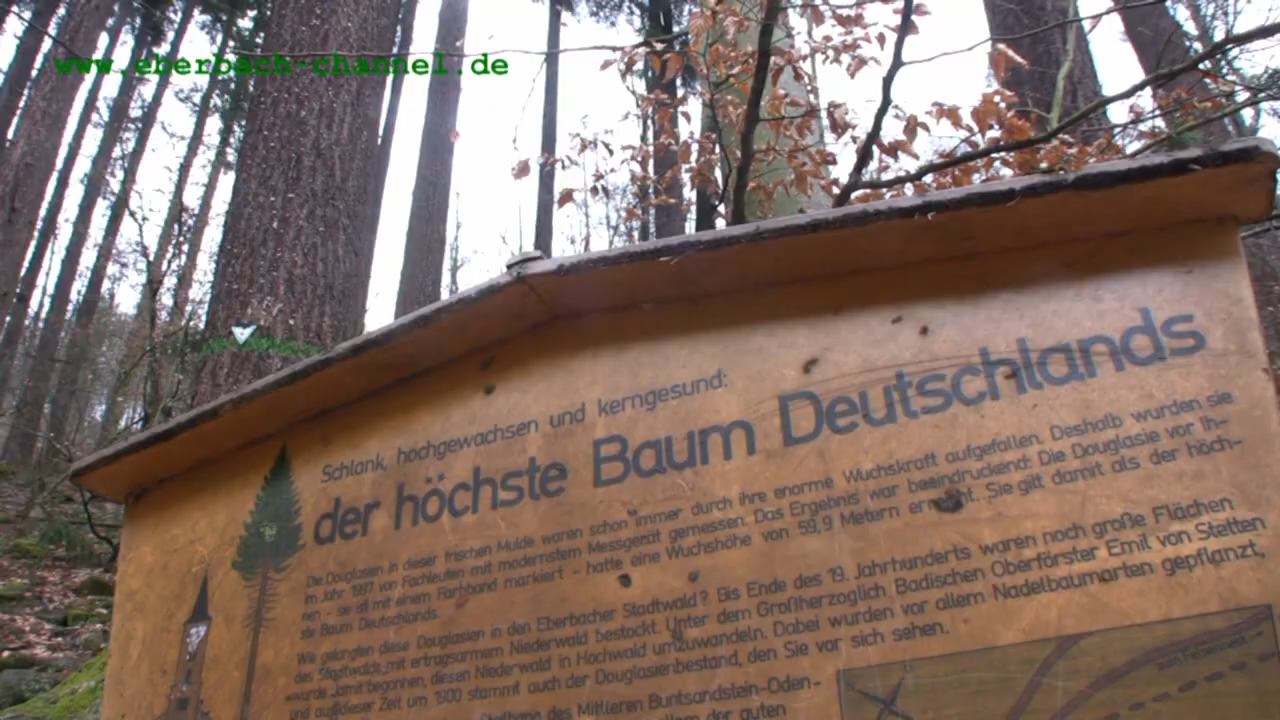 www.eberbach-channel.de
Schlank, hochgewachsen und kerngesund:
der höchste Baum Deutschlands
Die Douglasien in dieser frischen Mulde waren schon immer durch ihre enorme Wuchskraft aufgefallen. Deshalb wurden sie
im Jahr 1997 von Fachleuten mit modernstem Messgerät gemessen. Das Ergebnis war beeindruckend: Die Douglasie vor Ih-
nen - sie ist mit einem Farbband markiert - hatte eine Wuchshöhe von 59,9 Metern erreicht. Sie gilt damit als der höch-
ste Baum Deutschlands.
Wie gelangten diese Douglasien in den Eberbacher Stadtwald? Bis Ende des 19. Jahrhunderts waren noch große Flächen
des Stadtwalds mit ertragsarmem Niederwald bestockt. Unter dem Großherzoglich Badischen Oberförster Emil von Stetten
wurde damit begonnen, diesen Niederwald in Hochwald umzuwandeln. Dabei wurden vor allem Nadelbaumarten gepflanzt,
und auf dieser Zeit um 1900 stammt auch der Douglasienbestand, den Sie vor sich sehen.
des Mittleren Buntsandstein-Oden-
der guten